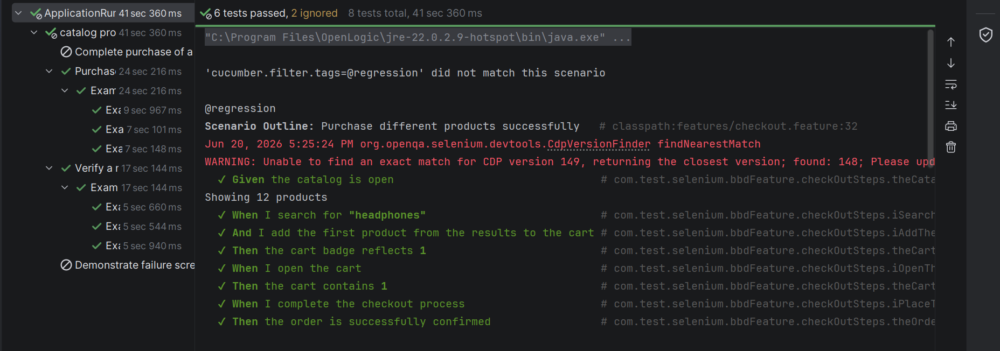 ApplicationRur 41 sec 360 ms
catalog pro 41 sec 360 ms
Complete purchase of a
Purchas 24 sec 216 ms
Exam 24 sec 216 ms
Exa 9 sec 967 ms
Exa 7 sec 101 ms
Exa 7 sec 148 ms
Verify a r 17 sec 144 ms
Exam 17 sec 144 ms
Exa 5 sec 660 ms
Exa 5 sec 544 ms
Exa 5 sec 940 ms
Demonstrate failure scre
6 tests passed, 2 ignored 8 tests total, 41 sec 360 ms
"C:\Program Files\OpenLogic\jre-22.0.2.9-hotspot\bin\java.exe" ...
'cucumber.filter.tags=@regression' did not match this scenario
@regression
Scenario Outline: Purchase different products successfully # classpath:features/checkout.feature:32
Jun 20, 2026 5:25:24 PM org.openqa.selenium.devtools.CdpVersionFinder findNearestMatch
WARNING: Unable to find an exact match for CDP version 149, returning the closest version; found: 148; Please upd
✓ Given the catalog is open # com.test.selenium.bbdFeature.checkOutSteps.theCata
Showing 12 products
✓ When I search for "headphones" # com.test.selenium.bbdFeature.checkOutSteps.iSearch
✓ And I add the first product from the results to the cart # com.test.selenium.bbdFeature.checkOutSteps.iAddThe
✓ Then the cart badge reflects 1 # com.test.selenium.bbdFeature.checkOutSteps.theCart
✓ When I open the cart # com.test.selenium.bbdFeature.checkOutSteps.iOpenTh
✓ Then the cart contains 1 # com.test.selenium.bbdFeature.checkOutSteps.theCart
✓ When I complete the checkout process # com.test.selenium.bbdFeature.checkOutSteps.iPlaceT
✓ Then the order is successfully confirmed # com.test.selenium.bbdFeature.checkOutSteps.theOrde